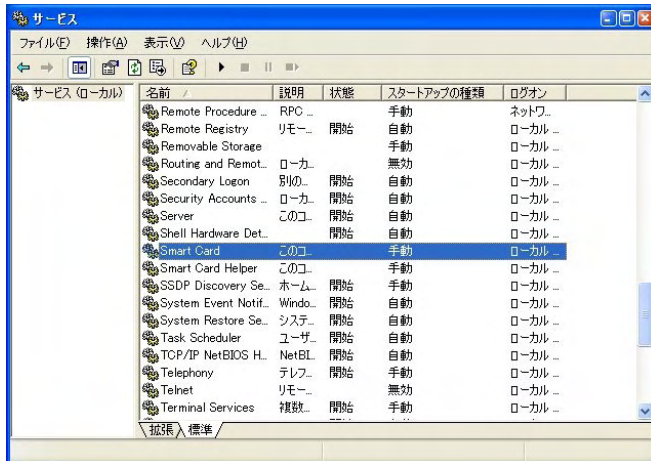 サービス
ファイル(F) 操作(A) 表示(V) ヘルプ(H)
サービス (ローカル)
名前 説明 状態 スタートアップの種類 ログオン
Remote Procedure ... RPC ... 手動 ネットワ...
Remote Registry リモー... 開始 自動 ローカル ...
Removable Storage 手動 ローカル ...
Routing and Remot... ローカ... 無効 ローカル ...
Secondary Logon 別の... 開始 自動 ローカル ...
Security Accounts ... ローカ... 開始 自動 ローカル ...
Server このコ... 開始 自動 ローカル ...
Shell Hardware Det... 開始 自動 ローカル ...
Smart Card このコ... 手動 ローカル ...
Smart Card Helper このコ... 手動 ローカル ...
SSDP Discovery Se... ホーム... 開始 手動 ローカル ...
System Event Notif... Windo... 開始 自動 ローカル ...
System Restore Se... システ... 開始 自動 ローカル ...
Task Scheduler ユーザ... 開始 自動 ローカル ...
TCP/IP NetBIOS H... NetBI... 開始 自動 ローカル ...
Telephony テレフ... 開始 手動 ローカル ...
Telnet リモー... 無効 ローカル ...
Terminal Services 複数... 開始 手動 ローカル ...
拡張 標準